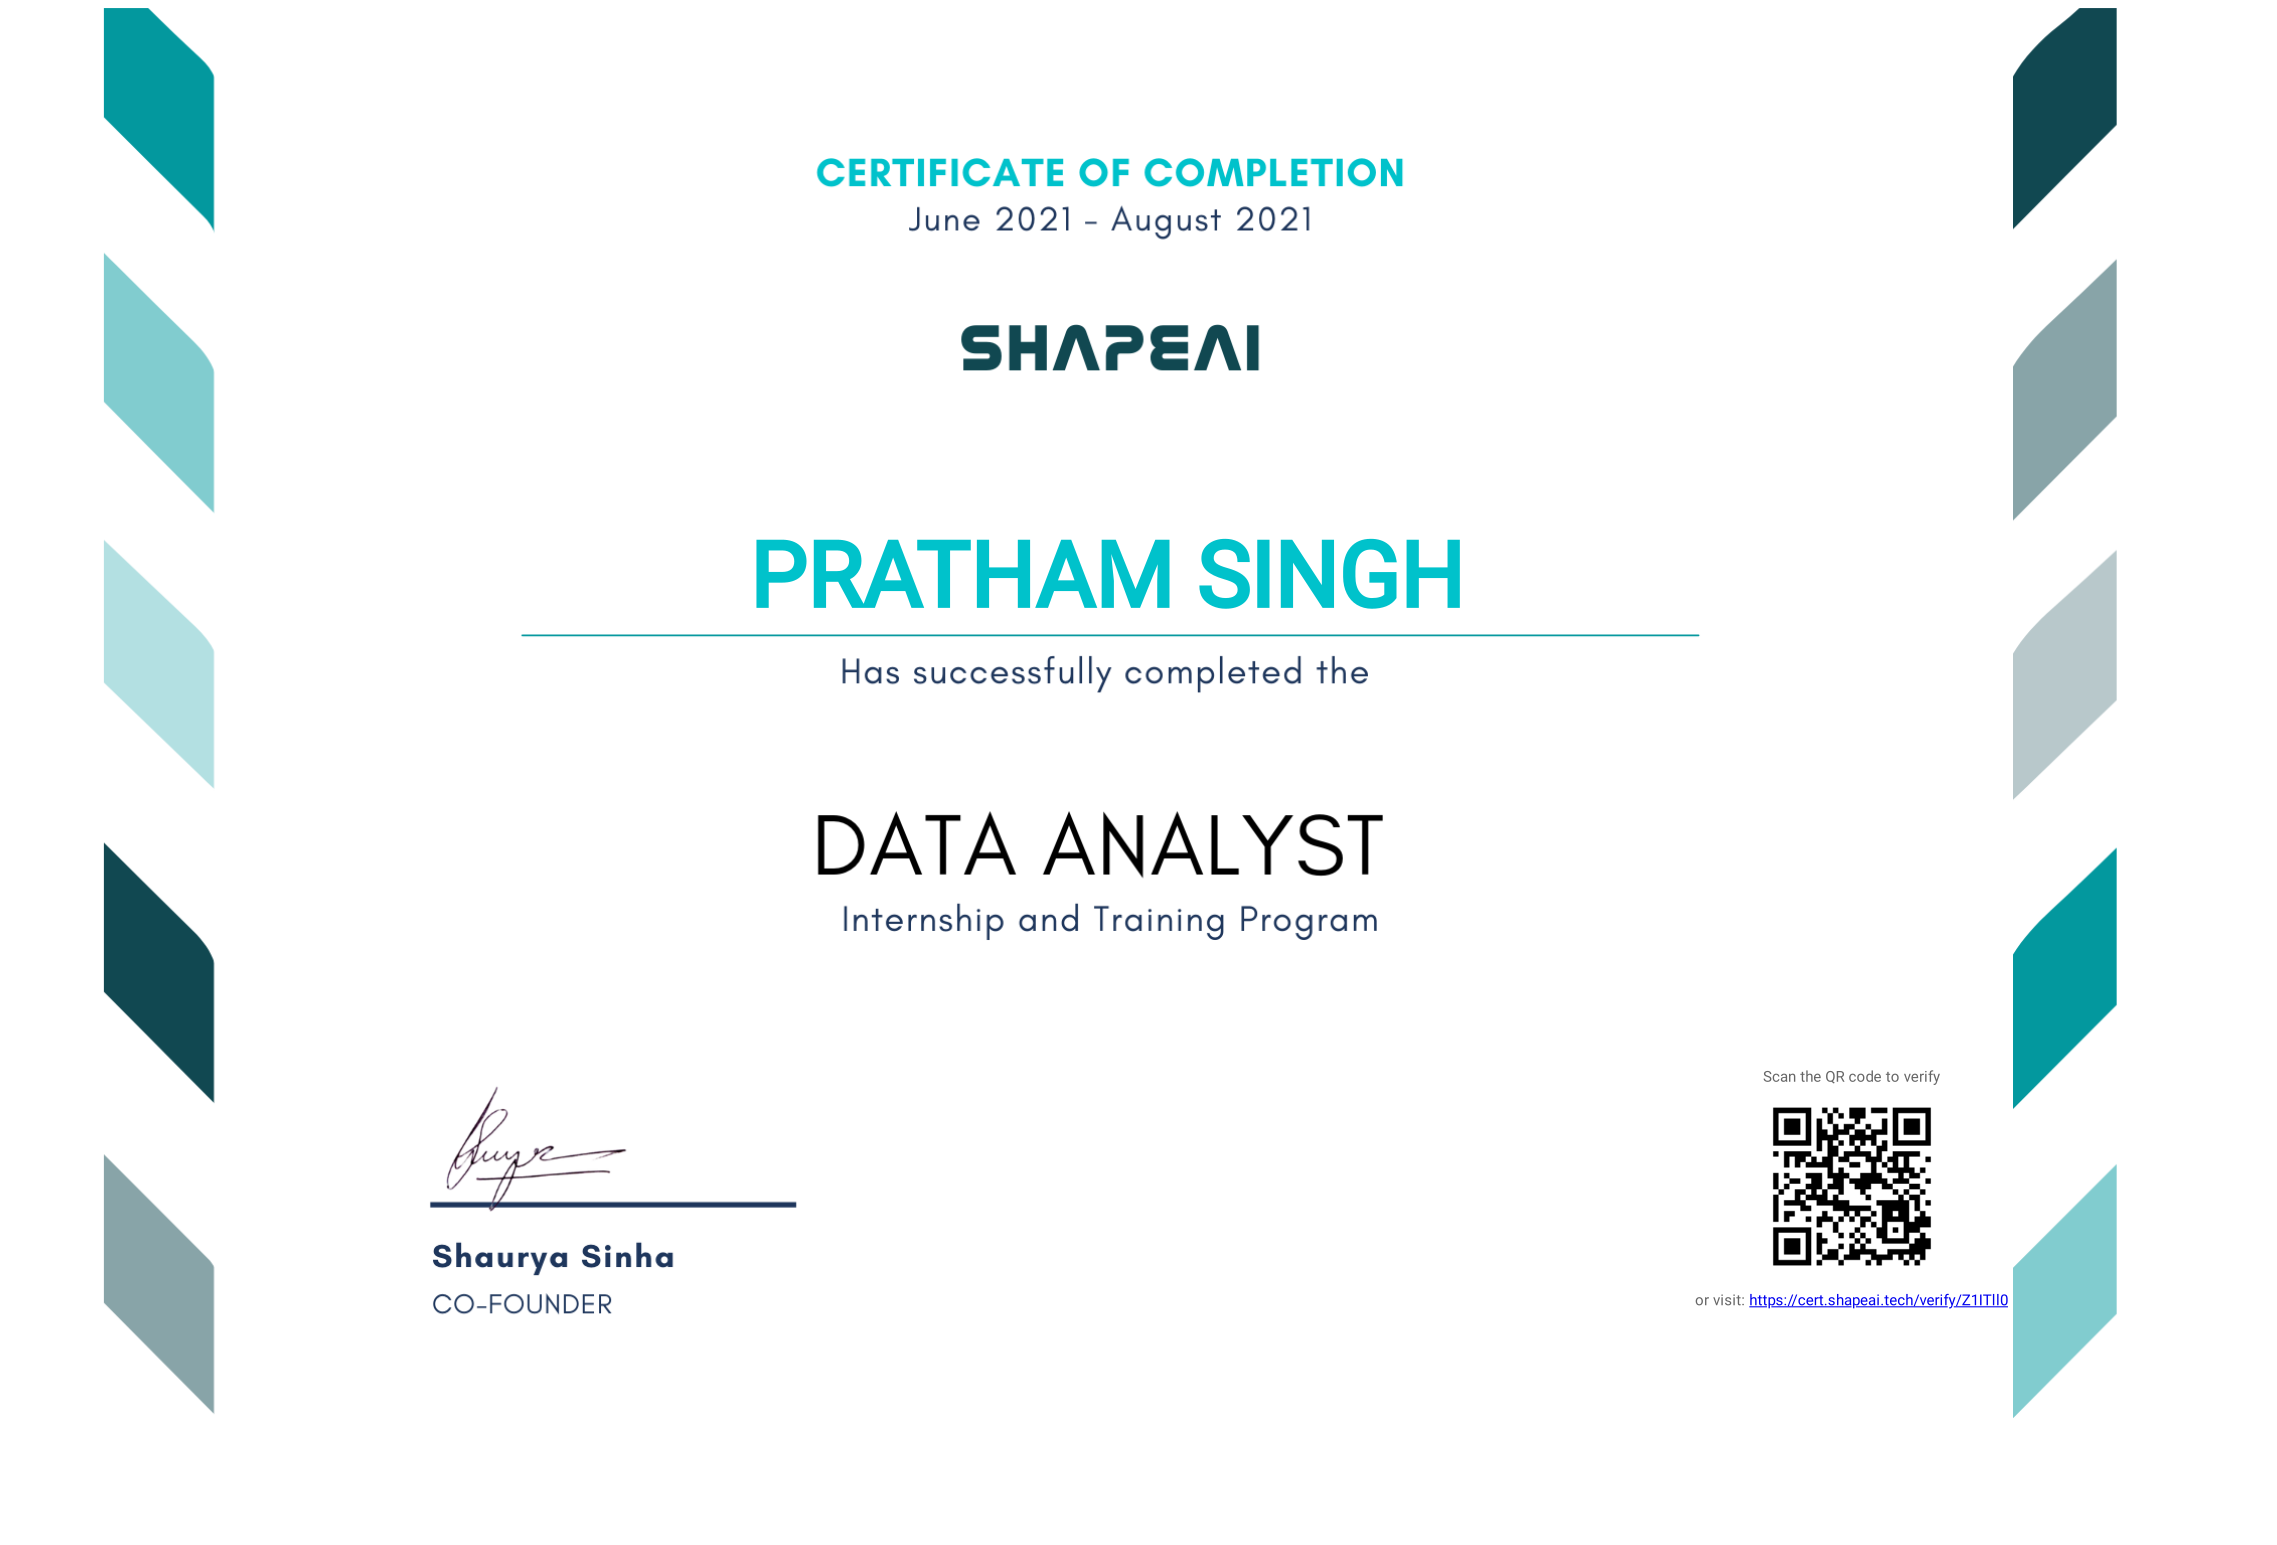 CERTIFICATE OF COMPLETION
June 2021 - August 2021
SHAPEAI
PRATHAM SINGH
Has successfully completed the
DATA ANALYST
Internship and Training Program
Scan the QR code to verify
Shaurya Sinha
CO-FOUNDER
or visit: https://cert.shapeai.tech/verify/Z1ITll0